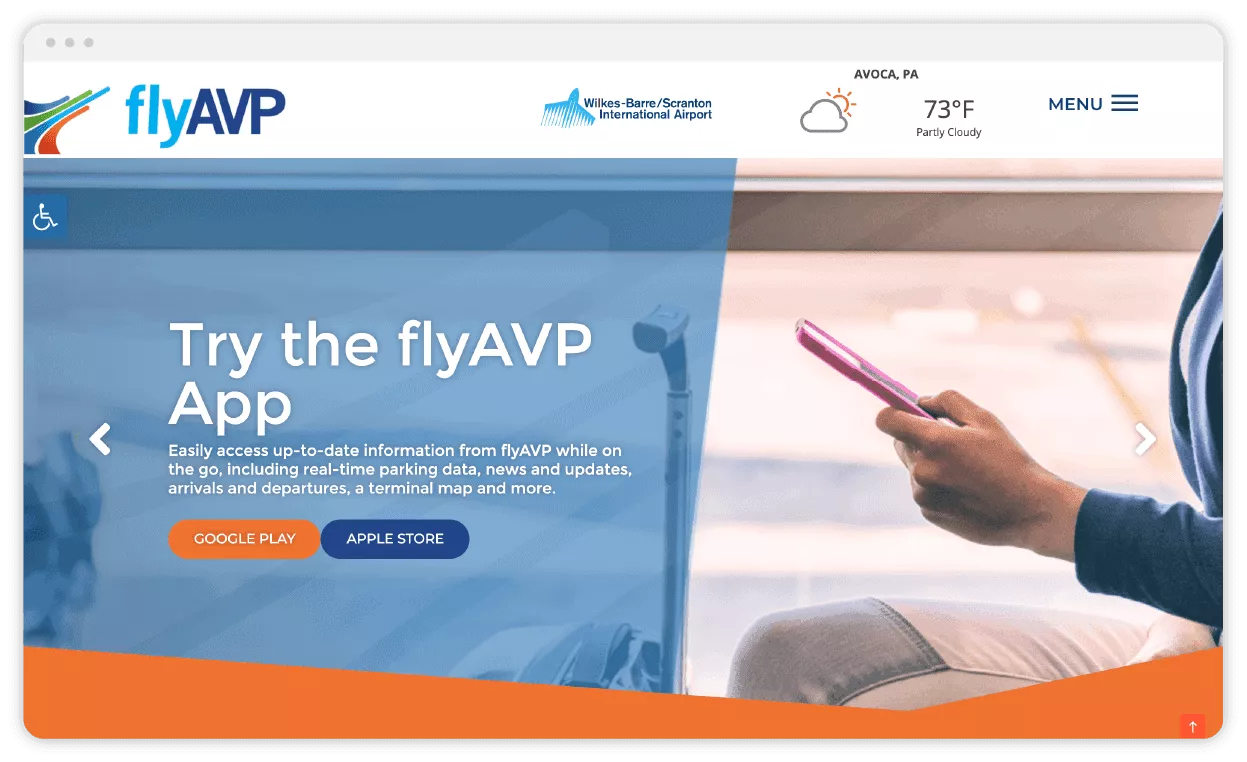 flyAVP
Wilkes-Barre/Scranton
International Airport
AVOCA, PA
73°F
Partly Cloudy
MENU
Try the flyAVP
App
Easily access up-to-date information from flyAVP while on
the go, including real-time parking data, news and updates,
arrivals and departures, a terminal map and more.
GOOGLE PLAY
APPLE STORE